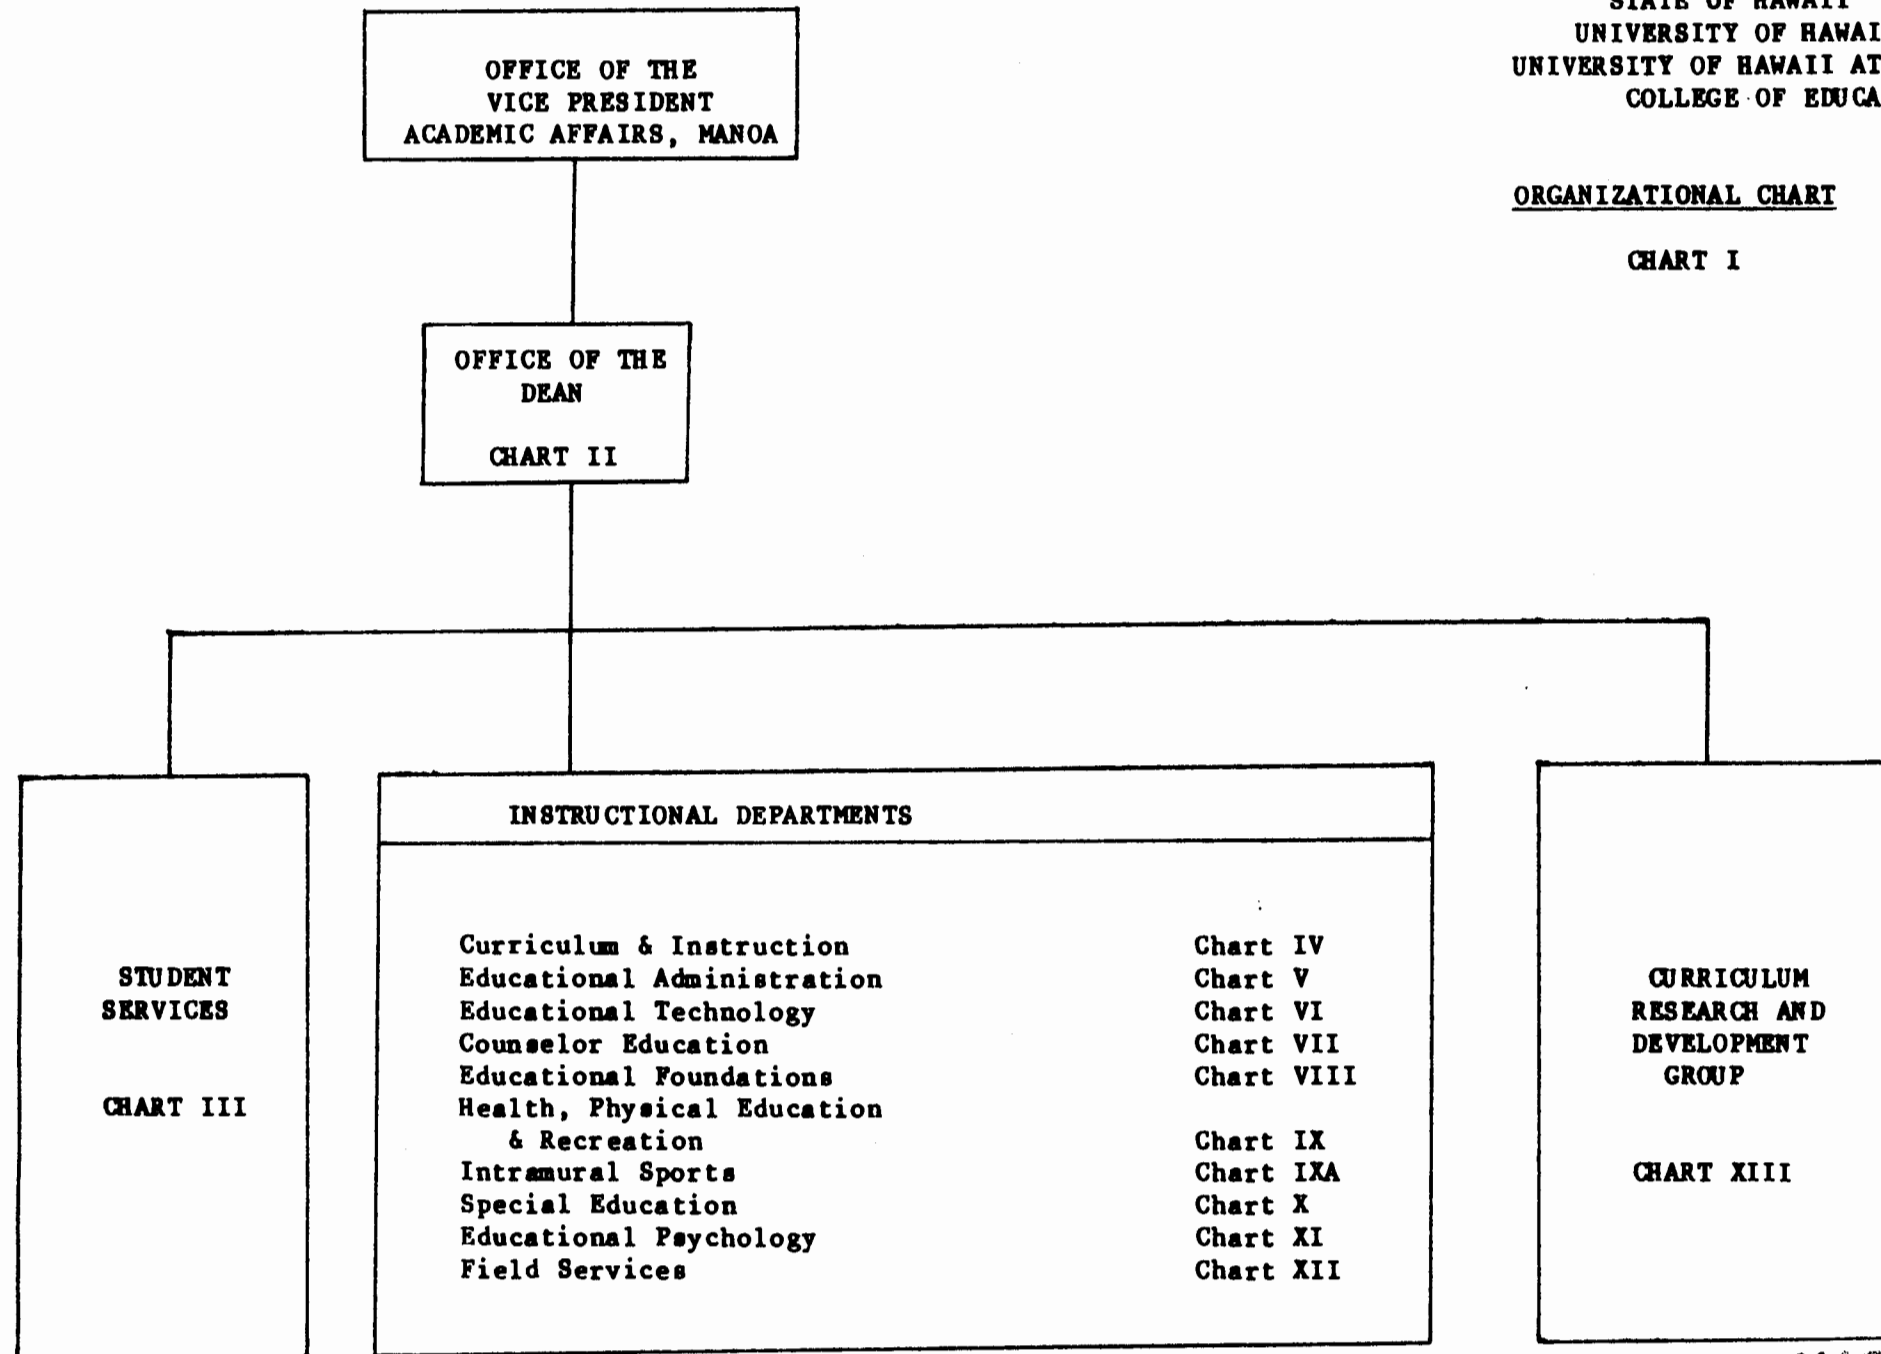 STATE OF HAWAII
UNIVERSITY OF HAWAI
UNIVERSITY OF HAWAII AT
COLLEGE OF EDUCA
ORGANIZATIONAL CHART
CHART I
OFFICE OF THE
VICE PRESIDENT
ACADEMIC AFFAIRS, MANOA
OFFICE OF THE
DEAN
CHART II
STUDENT
SERVICES
CHART III
INSTRUCTIONAL DEPARTMENTS
Curriculum & Instruction Chart IV
Educational Administration Chart V
Educational Technology Chart VI
Counselor Education Chart VII
Educational Foundations Chart VIII
Health, Physical Education
& Recreation Chart IX
Intramural Sports Chart IXA
Special Education Chart X
Educational Psychology Chart XI
Field Services Chart XII
CURRICULUM
RESEARCH AND
DEVELOPMENT
GROUP
CHART XIII